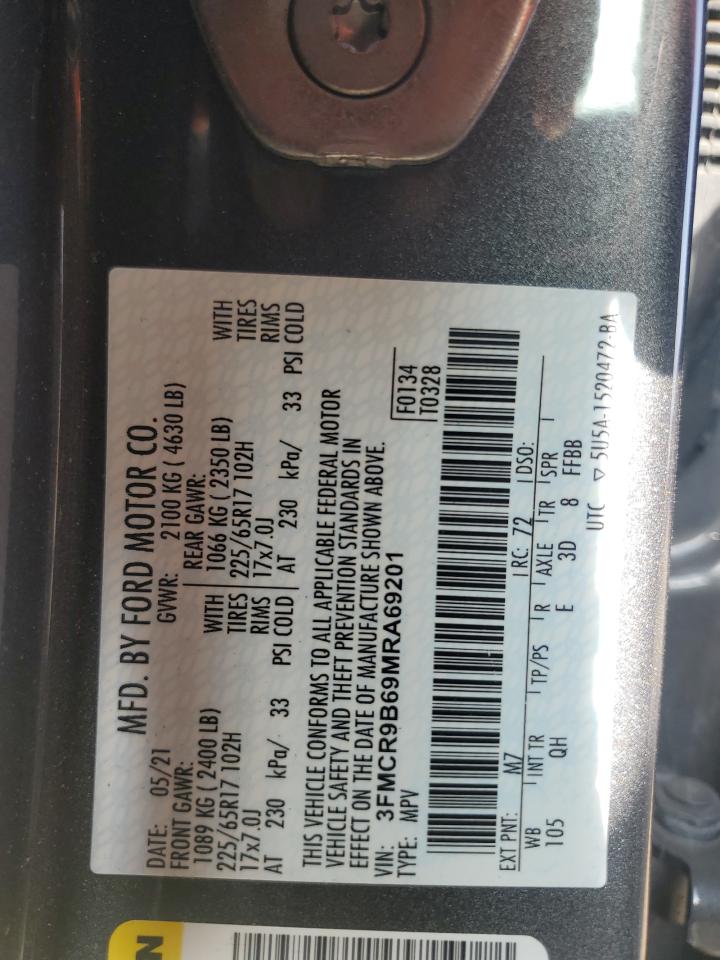 MFD. BY FORD MOTOR CO.
DATE: 05/21 GVWR: 2100 KG ( 4630 LB)
FRONT GAWR: REAR GAWR:
1089 KG ( 2400 LB) WITH 1066 KG ( 2350 LB) WITH
225/65R17 102H TIRES 225/65R17 102H TIRES
17x7.0J RIMS 17x7.0J RIMS
AT 230 kPa/ 33 PSI COLD AT 230 kPa/ 33 PSI COLD
THIS VEHICLE CONFORMS TO ALL APPLICABLE FEDERAL MOTOR
VEHICLE SAFETY AND THEFT PREVENTION STANDARDS IN
EFFECT ON THE DATE OF MANUFACTURE SHOWN ABOVE.
VIN: 3FMCR9B69MRA69201 F0134
TYPE: MPV T0328
EXT PNT: M7 RC: 72 DSO:
WB INT TR TP/PS R AXLE TR SPR
105 QH E 3D 8 FFBB
UTC ▽ 5U5A-1520472-BA
N